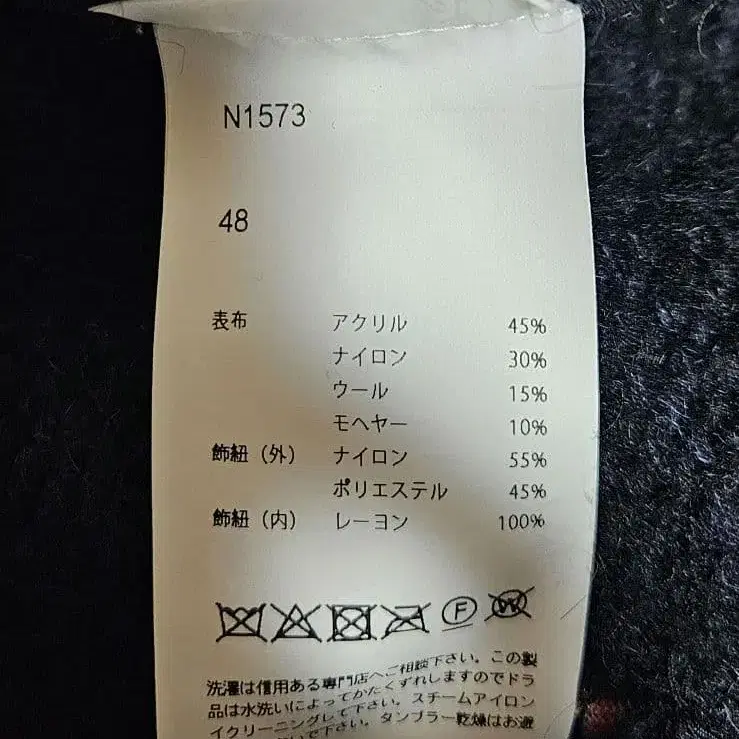 N1573
48
表布 アクリル 45%
ナイロン 30%
ウール 15%
モヘヤー 10%
飾紐（外） ナイロン 55%
ポリエステル 45%
飾紐（内） レーヨン 100%
F
W
洗濯は信用ある専門店へご相談下さい。この製
品は水洗いによってかたくずれしますのでドラ
イクリーニングして下さい。スチームアイロン
いで下さい。タンブラー乾燥はお避